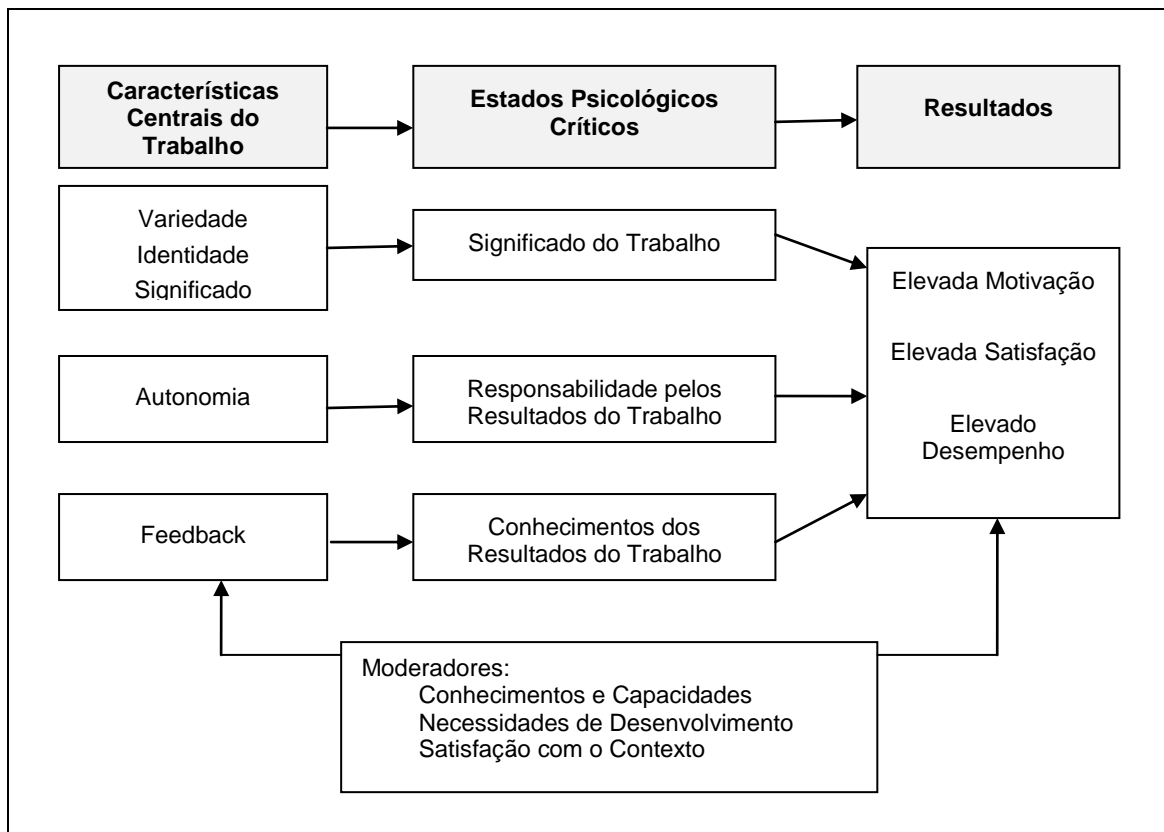 Características
Centrais do
Trabalho
Estados Psicológicos
Críticos
Resultados
Variedade
Identidade
Significado
Significado do Trabalho
Elevada Motivação
Elevada Satisfação
Elevado
Desempenho
Autonomia
Responsabilidade pelos
Resultados do Trabalho
Feedback
Conhecimentos dos
Resultados do Trabalho
Moderadores:
Conhecimentos e Capacidades
Necessidades de Desenvolvimento
Satisfação com o Contexto